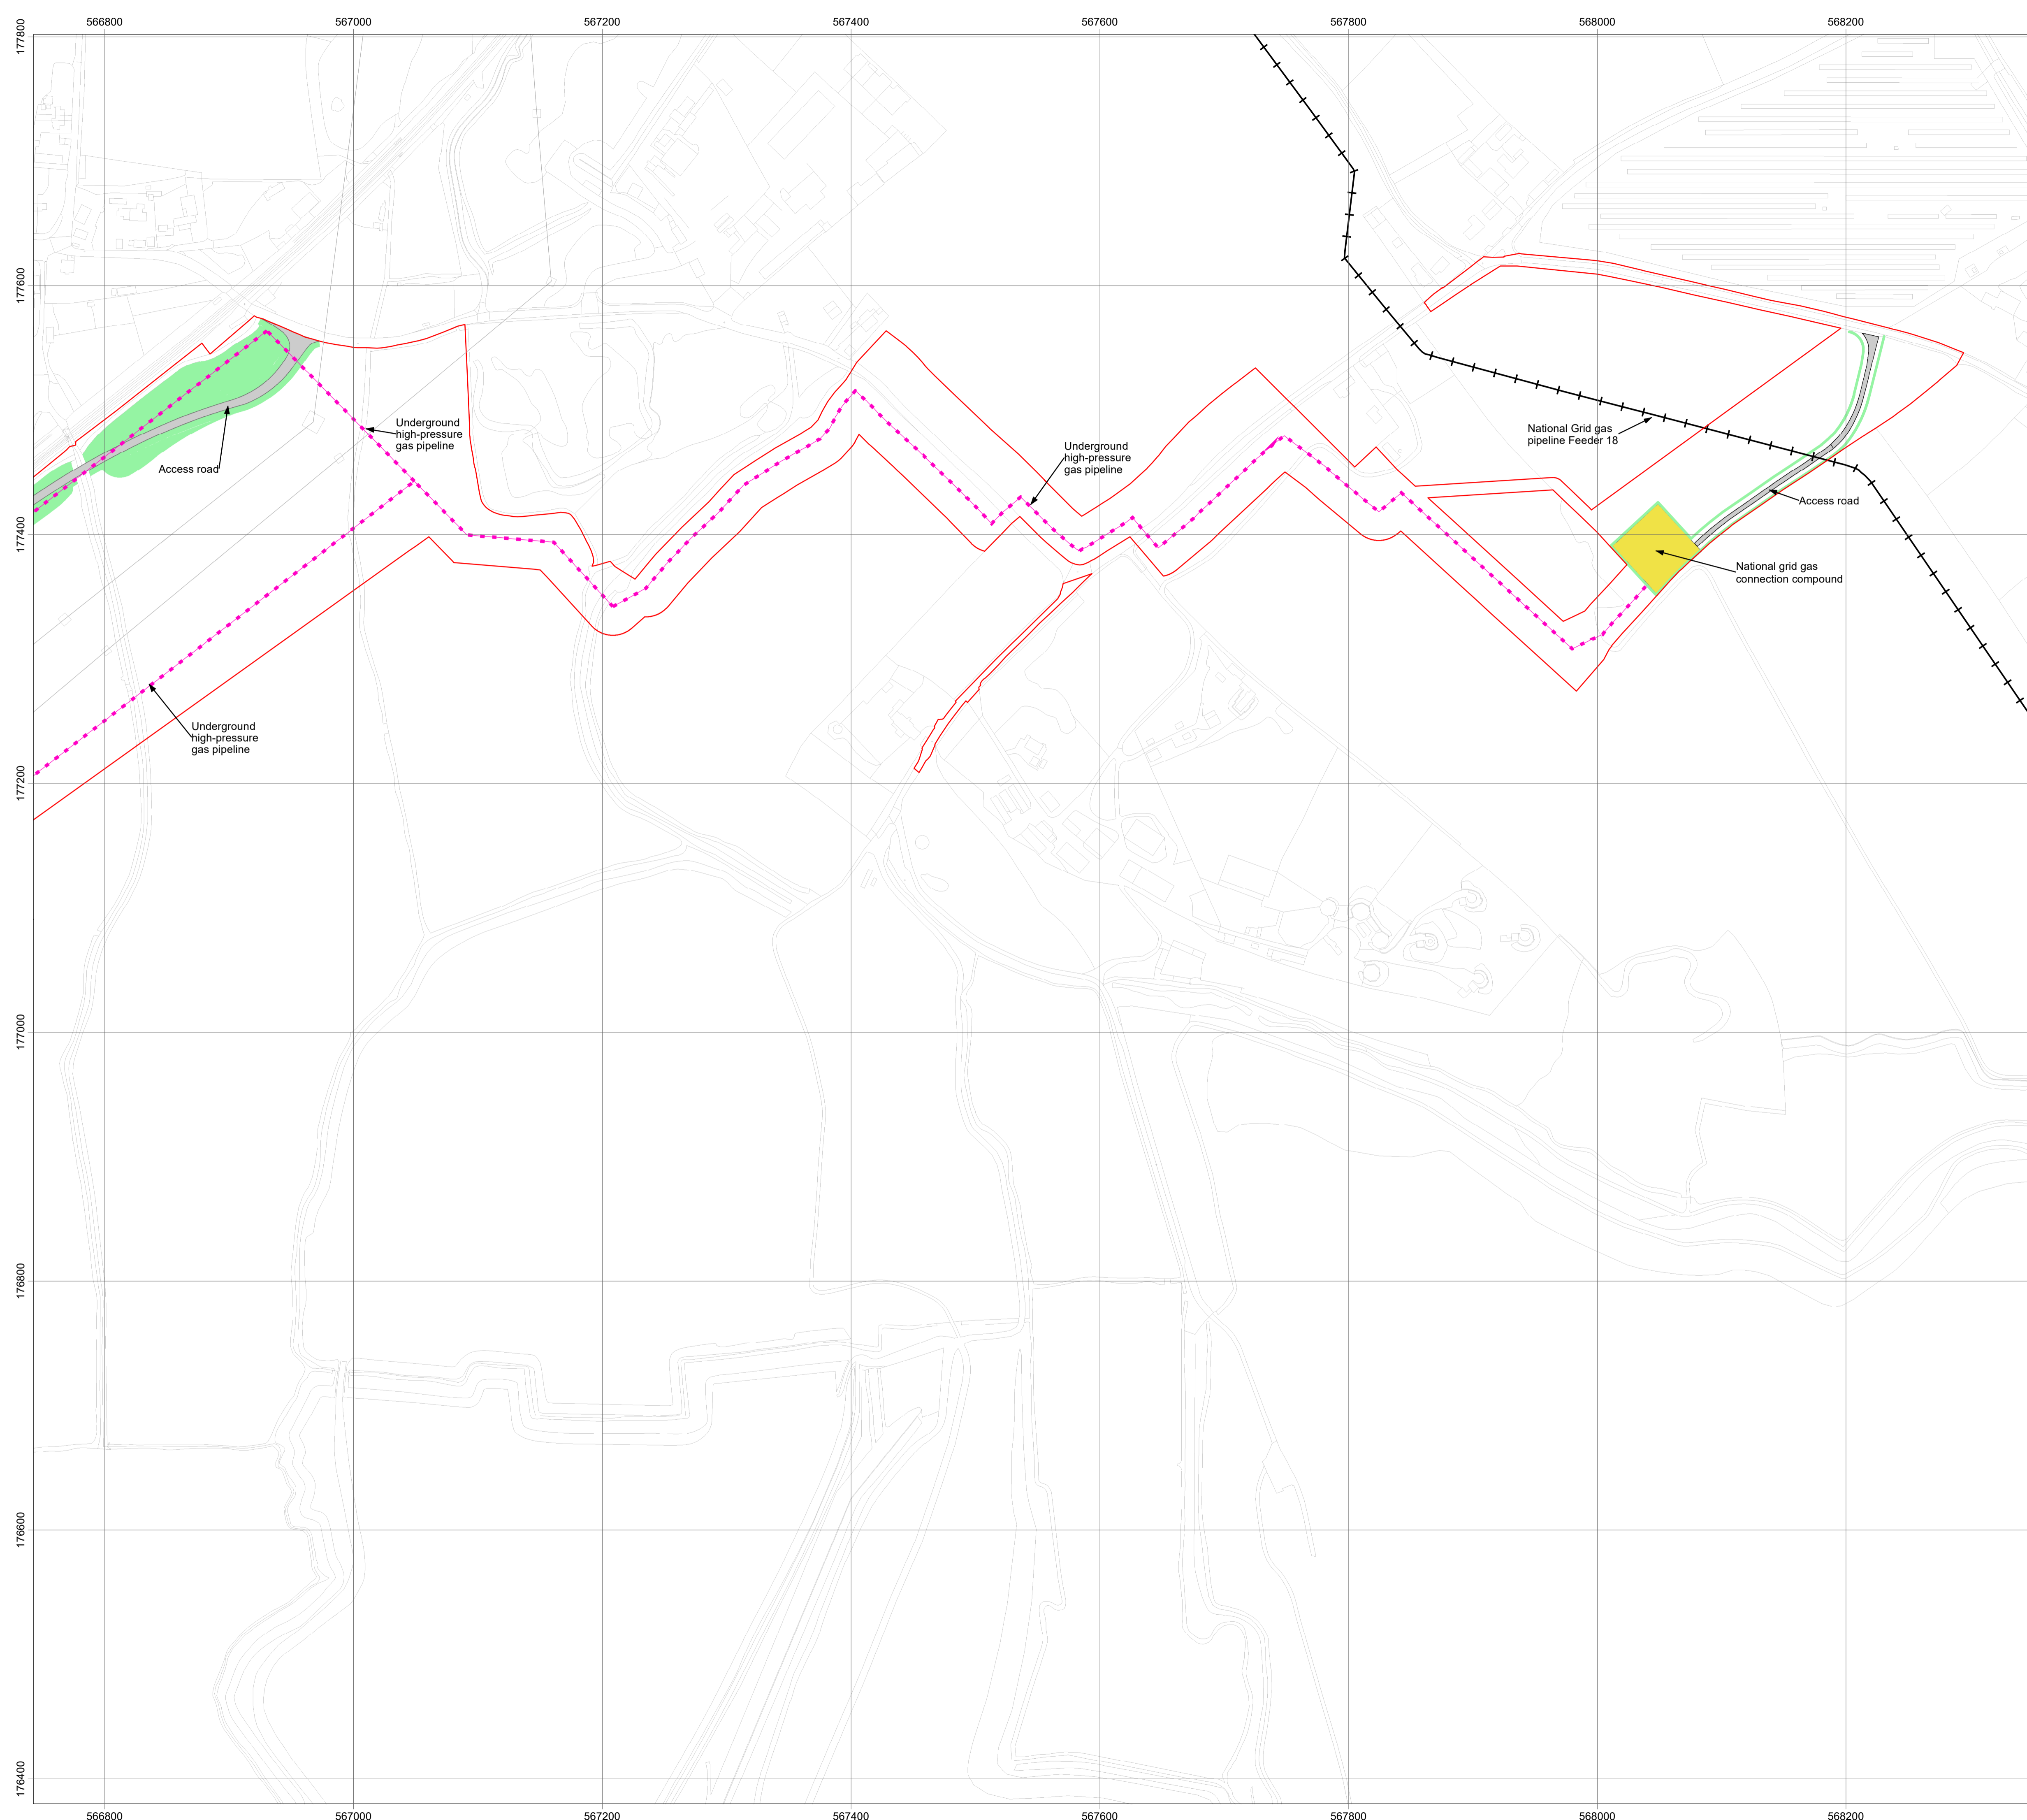 566800 567000 567200 567400 567600 567800 568000 568200
177800
177600
Underground
high-pressure
gas pipeline
Access road
Underground
high-pressure
gas pipeline
National Grid gas
pipeline Feeder 18
Access road
177400
National grid gas
connection compound
Underground
high-pressure
gas pipeline
177200
177000
176800
176600
176400
566800 567000 567200 567400 567600 567800 568000 568200